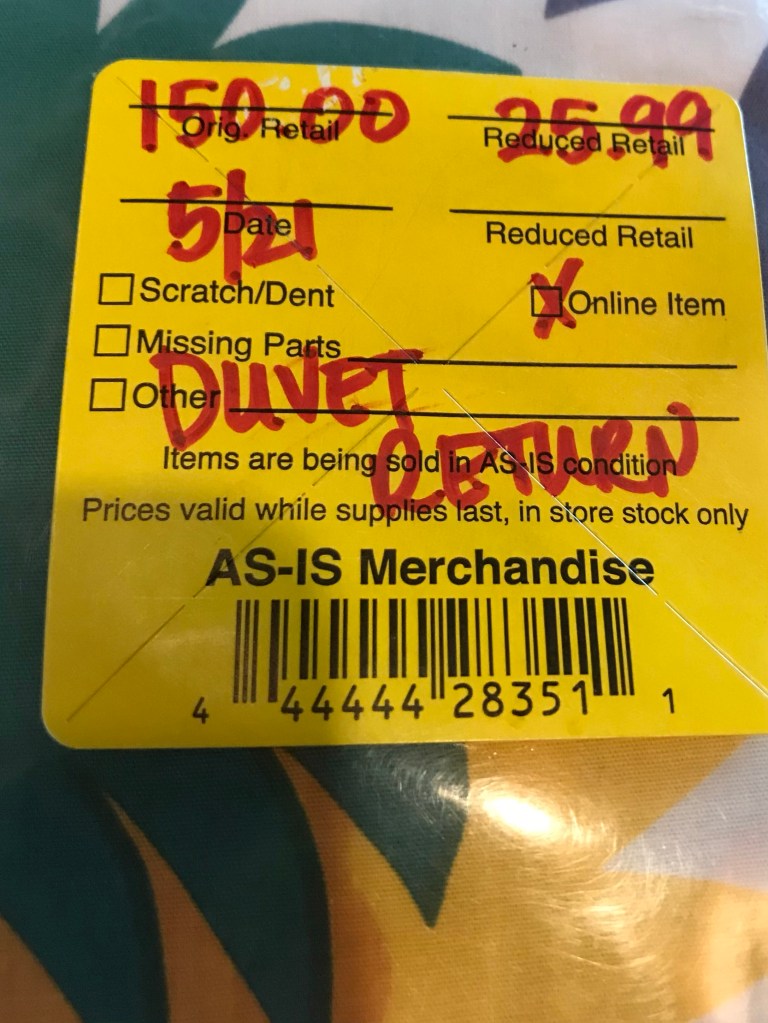 150.00 25.99
Orig. Retail Reduced Retail
5/21
Date Reduced Retail
Scratch/Dent X Online Item
Missing Parts
DUVET
Other
RETURN
Items are being sold in AS-IS condition
Prices valid while supplies last, in store stock only
AS-IS Merchandise
4 44444 28351 1